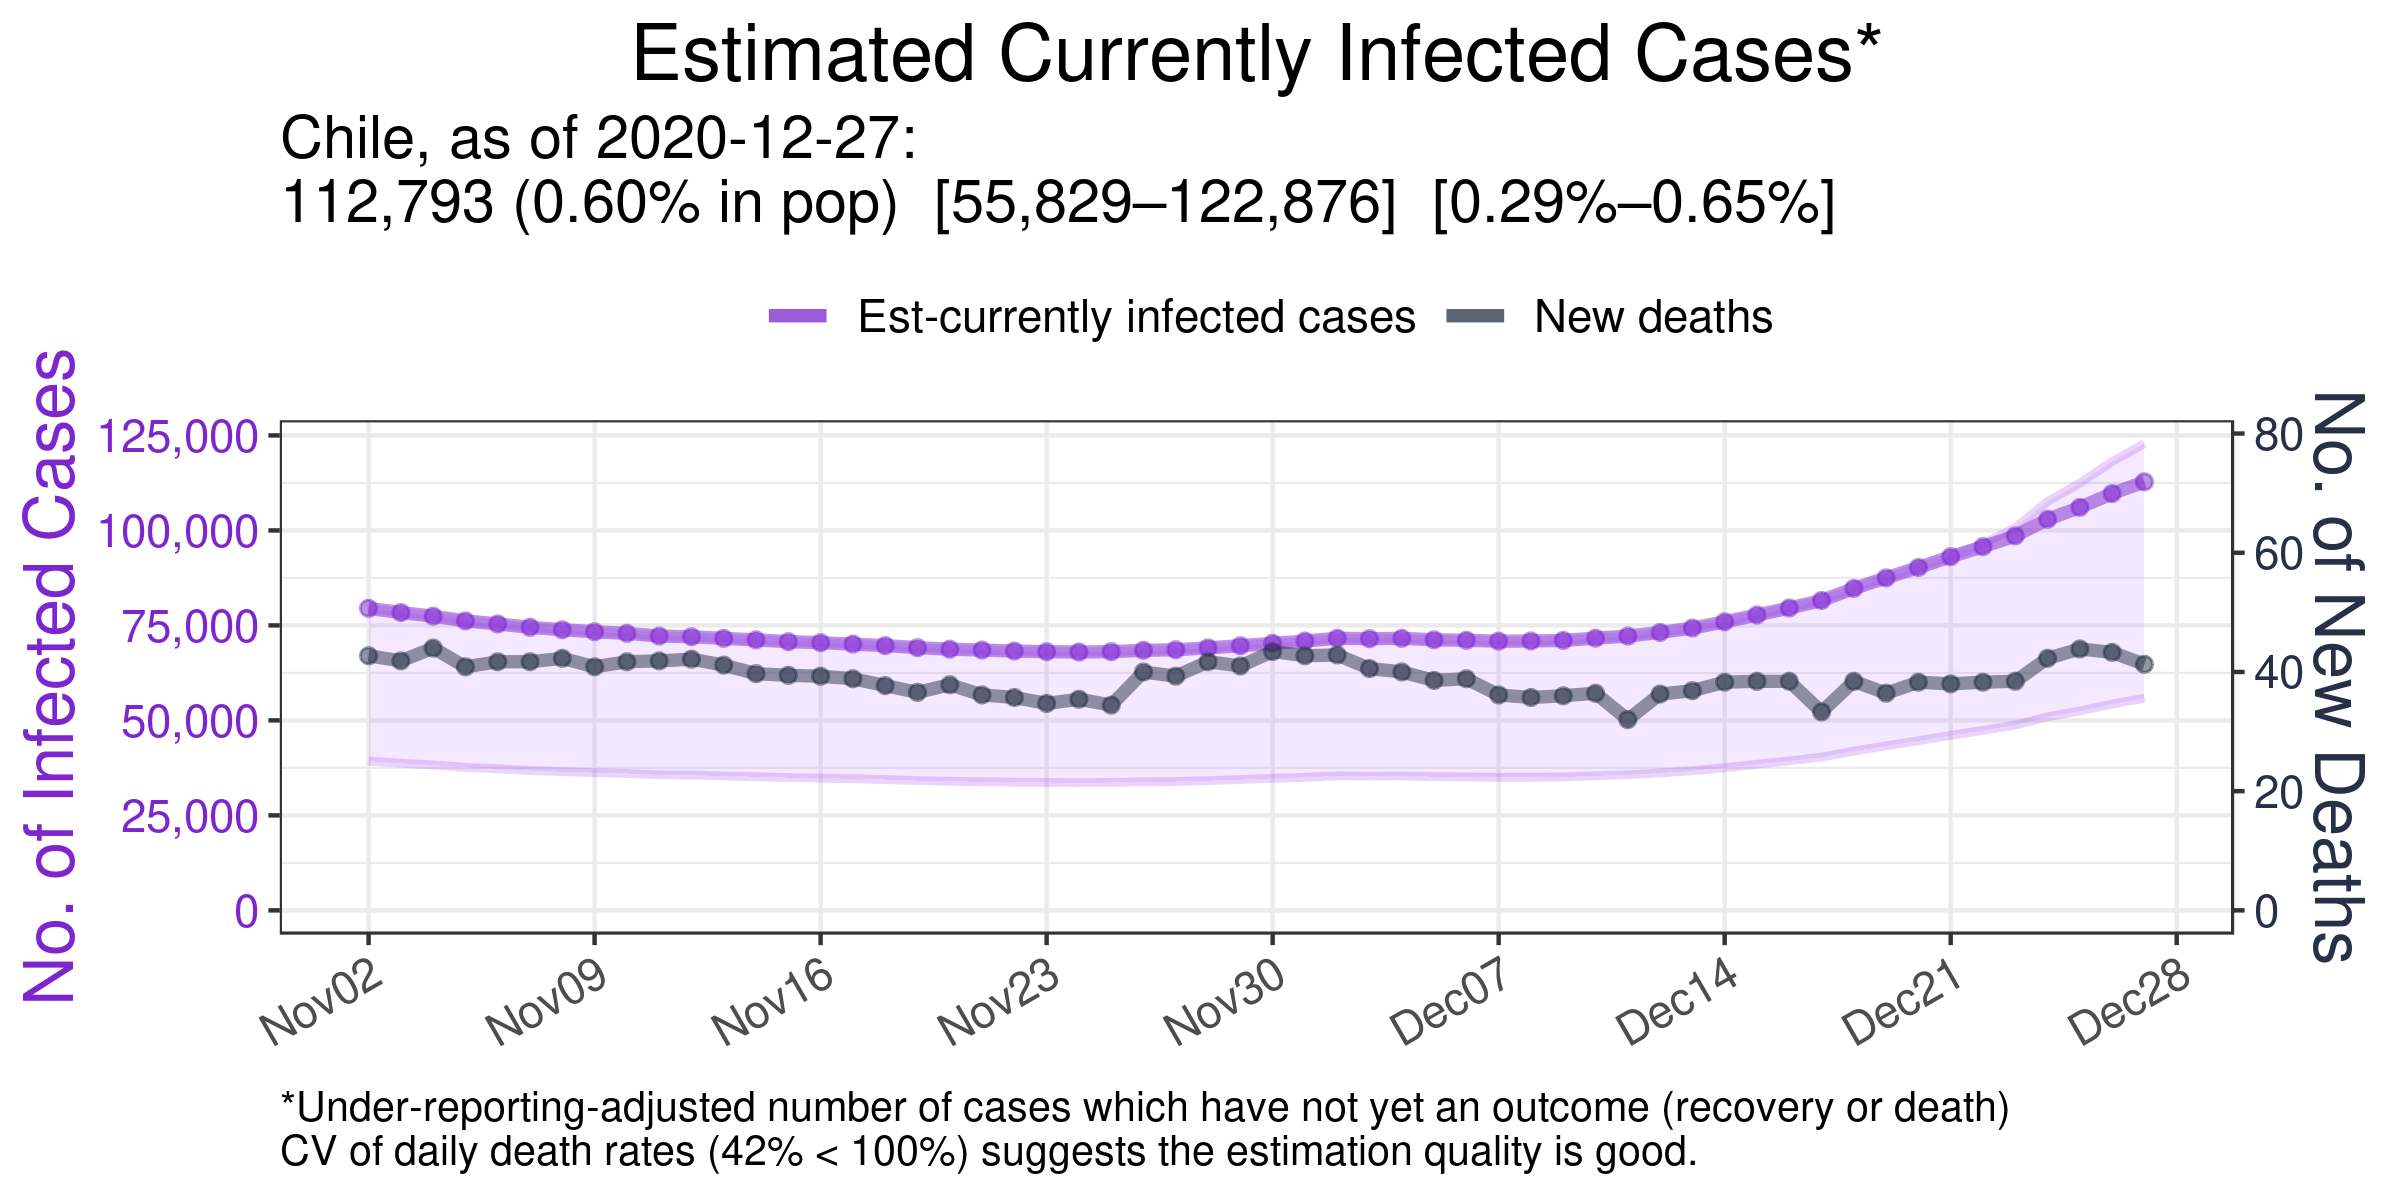 Estimated Currently Infected Cases*
Chile, as of 2020-12-27:
112,793 (0.60% in pop)  [55,829–122,876]  [0.29%–0.65%]
Est-currently infected cases
New deaths
No. of Infected Cases
125,000
100,000
75,000
50,000
25,000
0
80
60
40
20
0
No. of New Deaths
Nov02
Nov09
Nov16
Nov23
Nov30
Dec07
Dec14
Dec21
Dec28
*Under-reporting-adjusted number of cases which have not yet an outcome (recovery or death)
CV of daily death rates (42% < 100%) suggests the estimation quality is good.